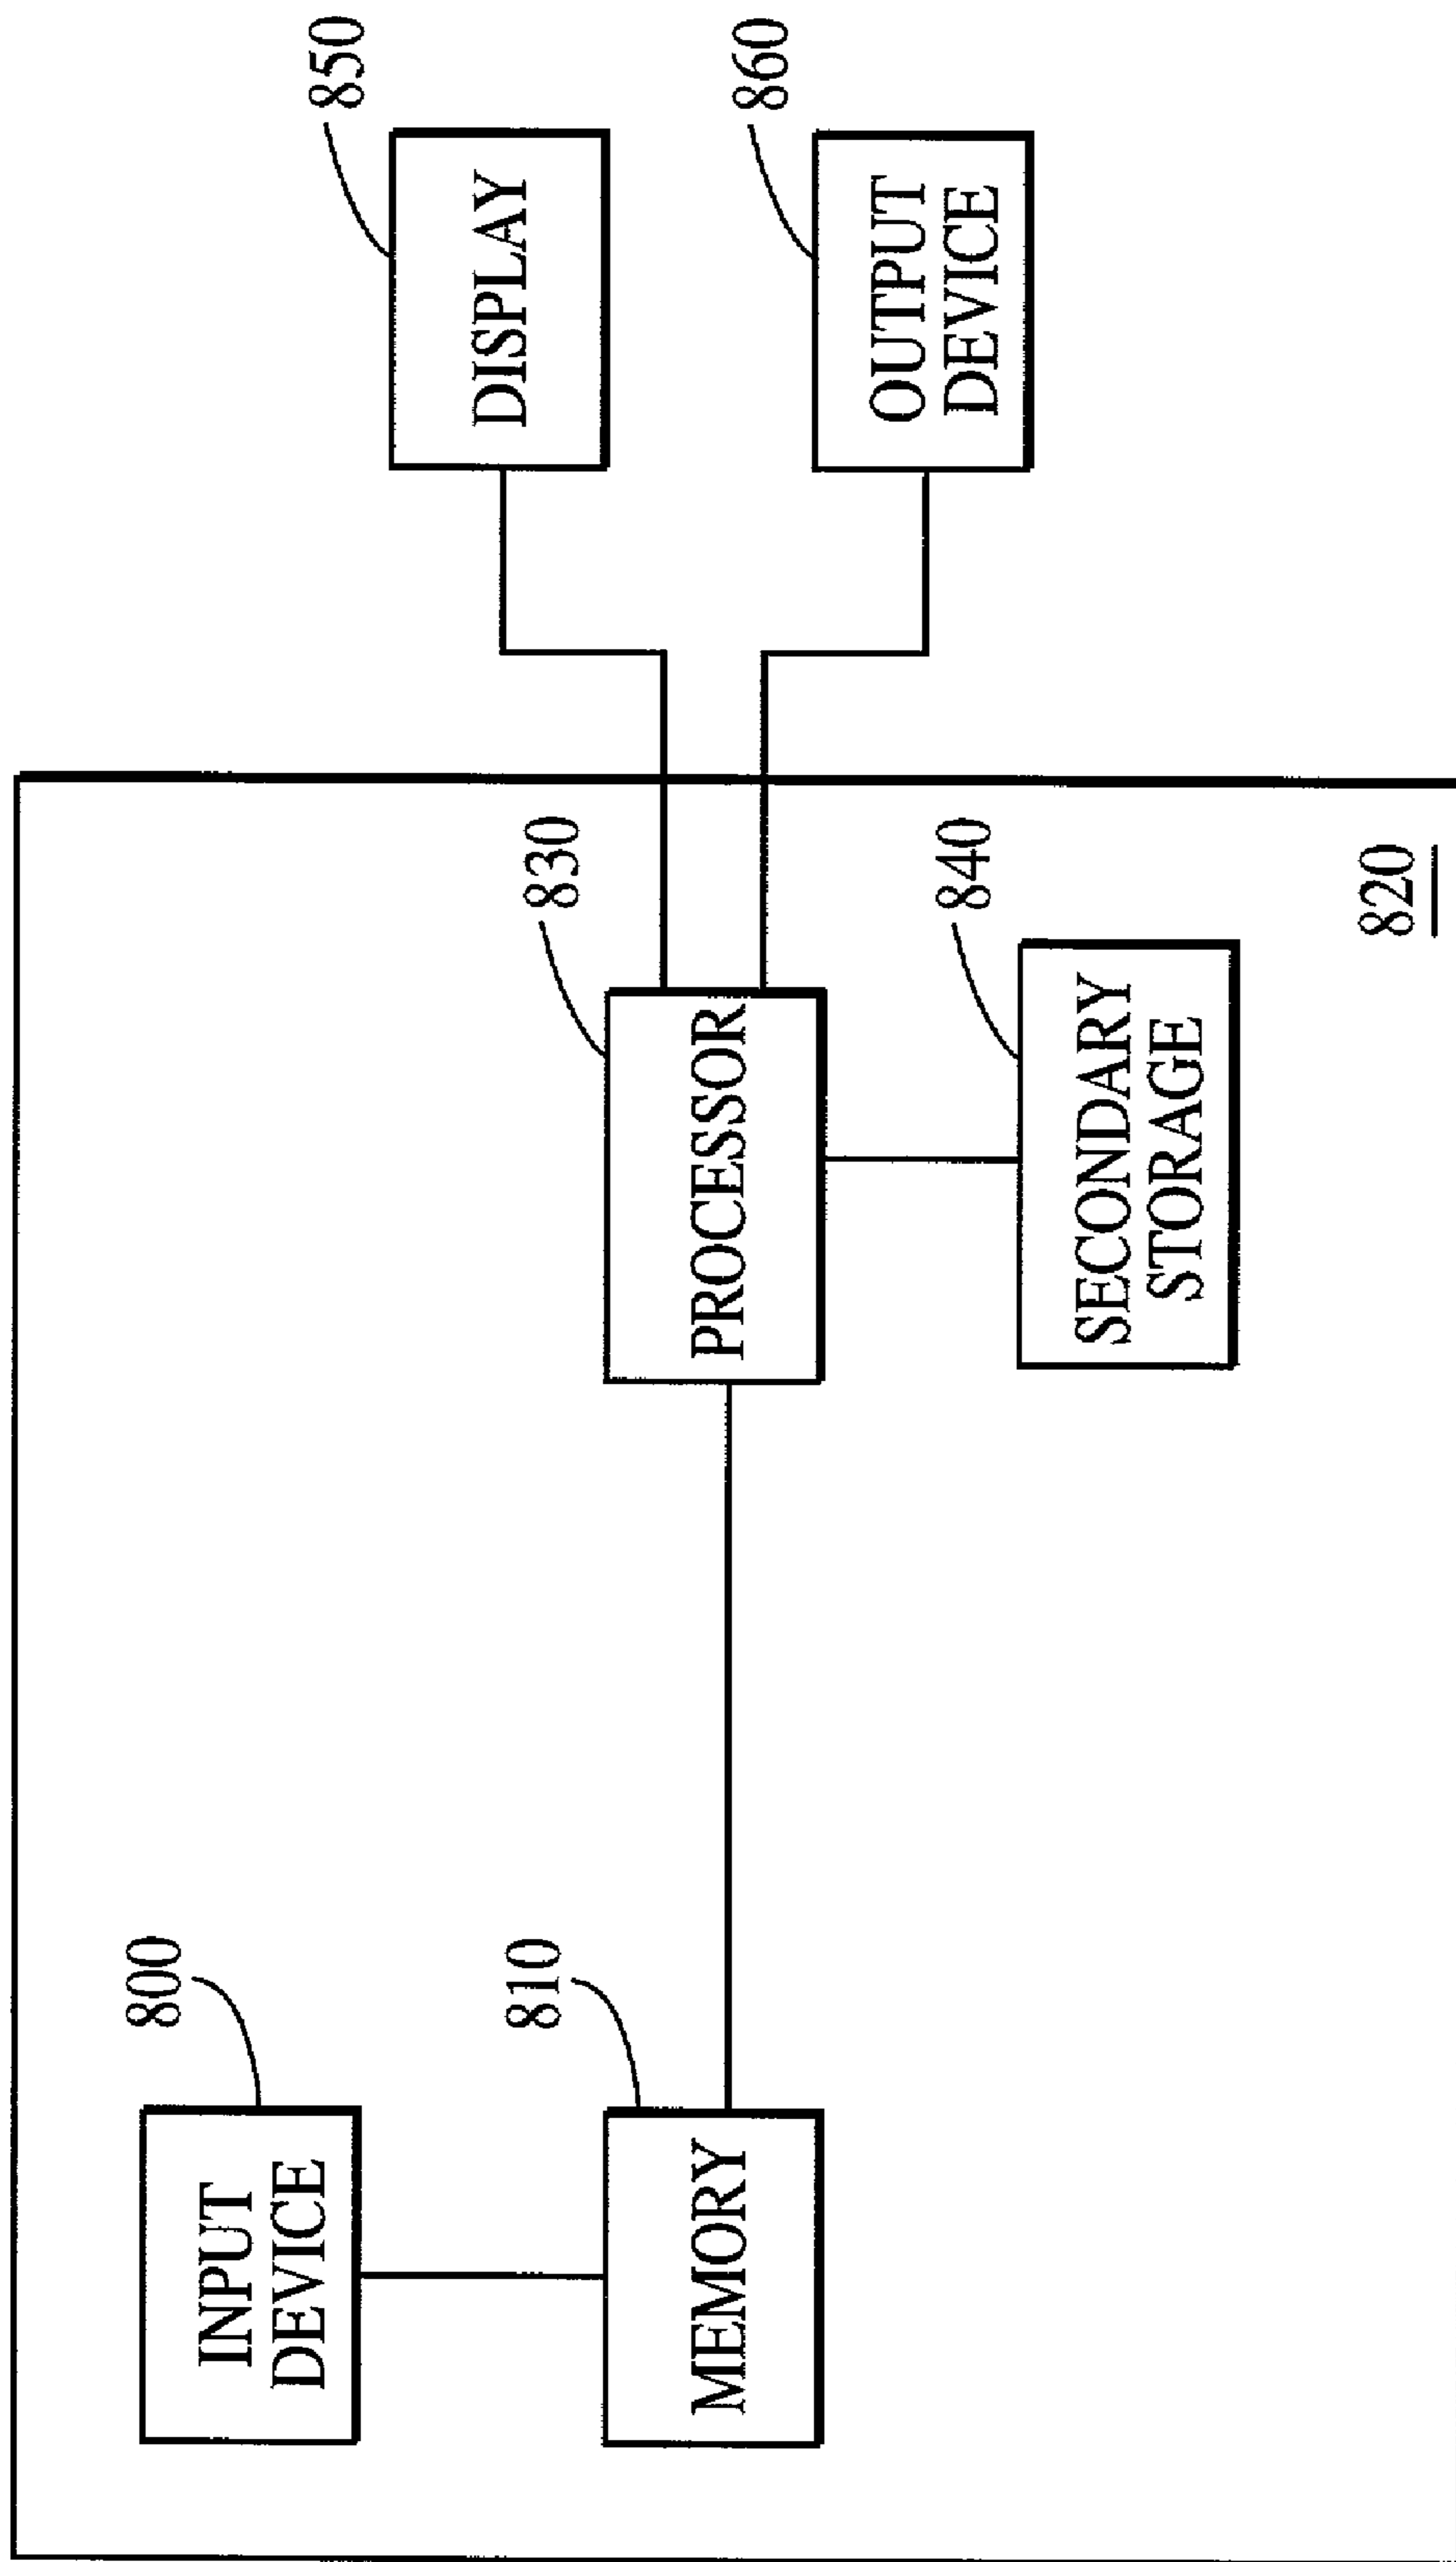 800
INPUT
DEVICE
810
MEMORY
830
PROCESSOR
840
SECONDARY
STORAGE
820
850
DISPLAY
860
OUTPUT
DEVICE